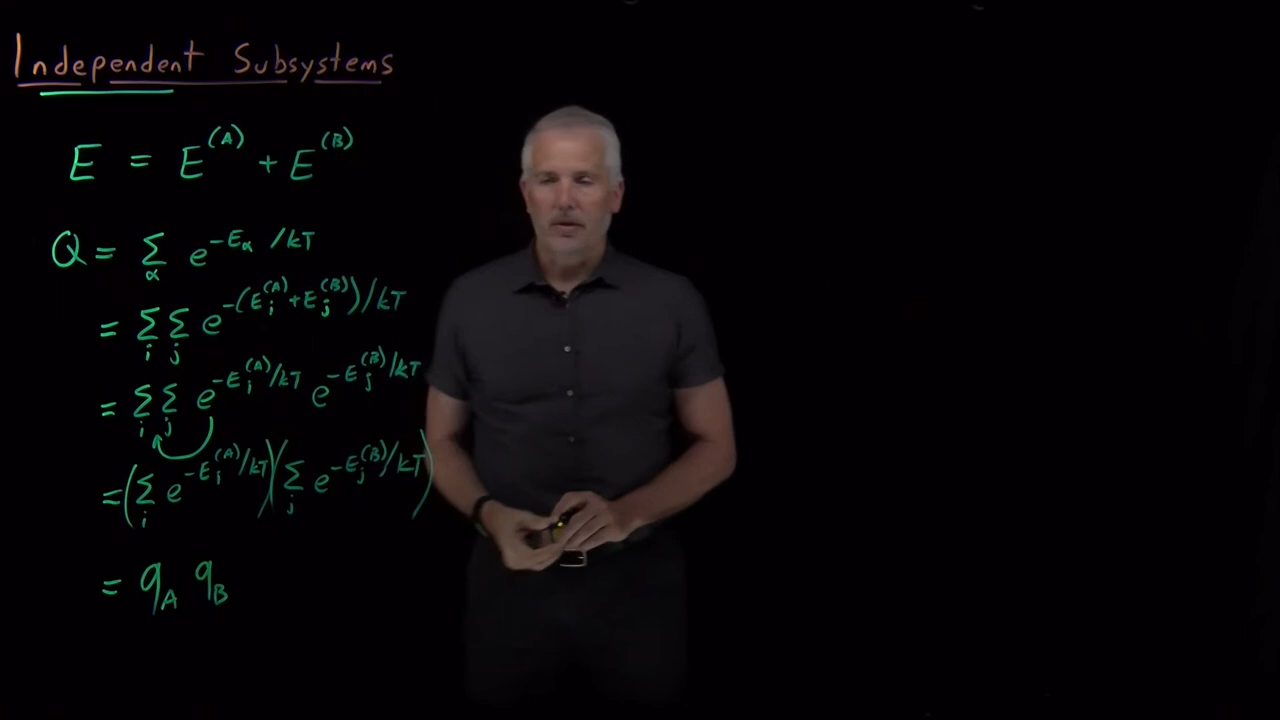 Independent Subsystems
E = E^(A) + E^(B)
Q = Σ_α e^(-E_α /kT)
= Σ_i Σ_j e^(-(E_i^(A) + E_j^(B))/kT)
= Σ_i Σ_j e^(-E_i^(A)/kT) e^(-E_j^(B)/kT)
= (Σ_i e^(-E_i^(A)/kT))(Σ_j e^(-E_j^(B)/kT))
= q_A q_B